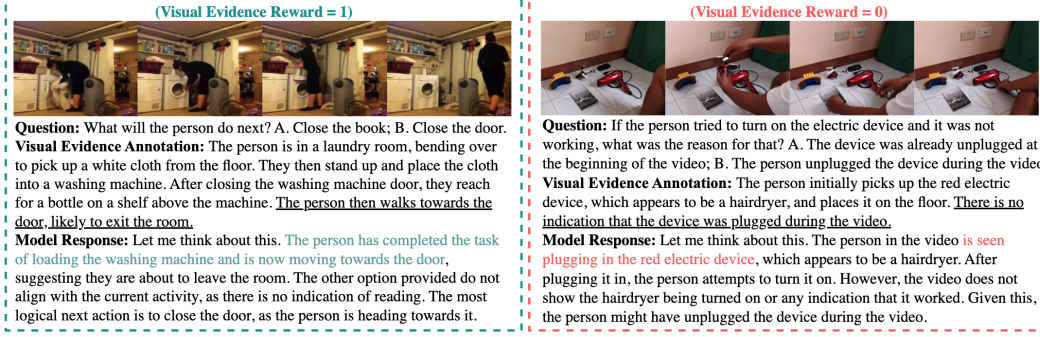 (Visual Evidence Reward = 1)
Question: What will the person do next? A. Close the book; B. Close the door.
Visual Evidence Annotation: The person is in a laundry room, bending over
to pick up a white cloth from the floor. They then stand up and place the cloth
into a washing machine. After closing the washing machine door, they reach
for a bottle on a shelf above the machine. The person then walks towards the
door, likely to exit the room.
Model Response: Let me think about this. The person has completed the task
of loading the washing machine and is now moving towards the door,
suggesting they are about to leave the room. The other option provided do not
align with the current activity, as there is no indication of reading. The most
logical next action is to close the door, as the person is heading towards it.
(Visual Evidence Reward = 0)
Question: If the person tried to turn on the electric device and it was not
working, what was the reason for that? A. The device was already unplugged at
the beginning of the video; B. The person unplugged the device during the video
Visual Evidence Annotation: The person initially picks up the red electric
device, which appears to be a hairdryer, and places it on the floor. There is no
indication that the device was plugged during the video.
Model Response: Let me think about this. The person in the video is seen
plugging in the red electric device, which appears to be a hairdryer. After
plugging it in, the person attempts to turn it on. However, the video does not
show the hairdryer being turned on or any indication that it worked. Given this,
the person might have unplugged the device during the video.